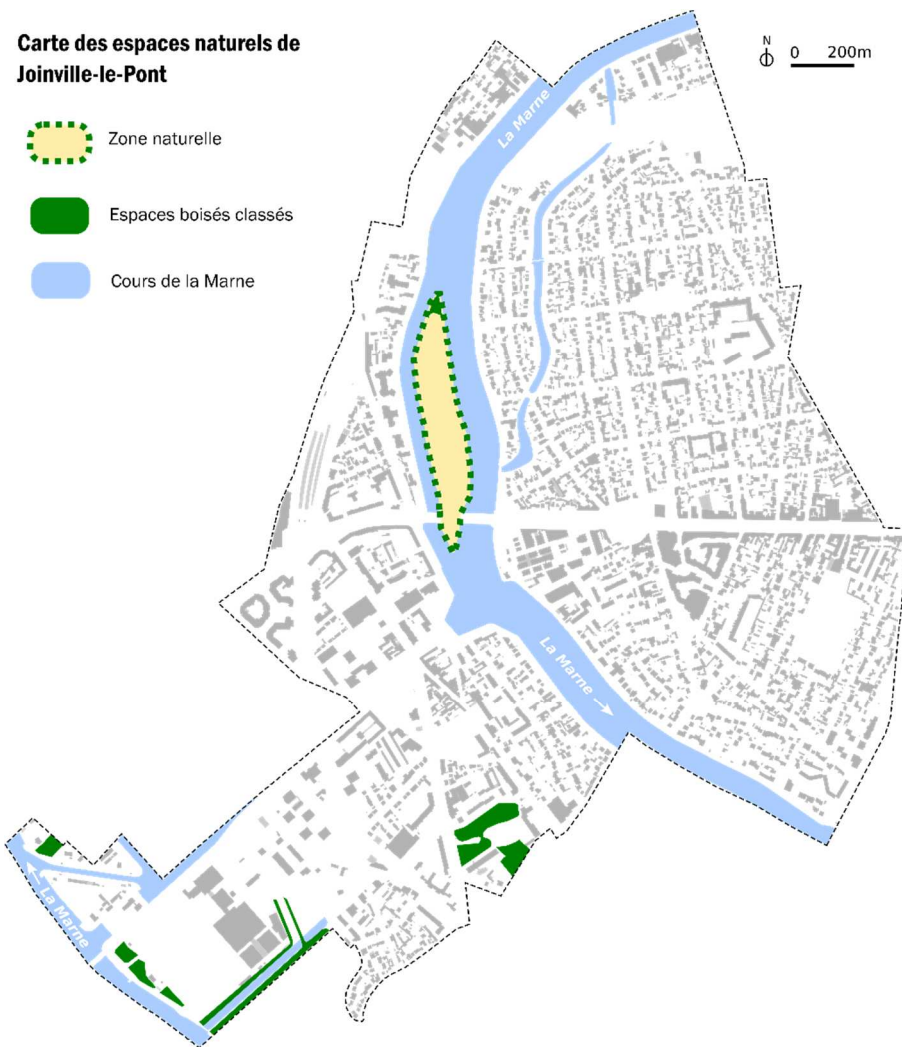 Carte des espaces naturels de
Joinville-le-Pont
N
0 200m
Zone naturelle
Espaces boisés classés
Cours de la Marne
La Marne
La Marne →
← La Marne